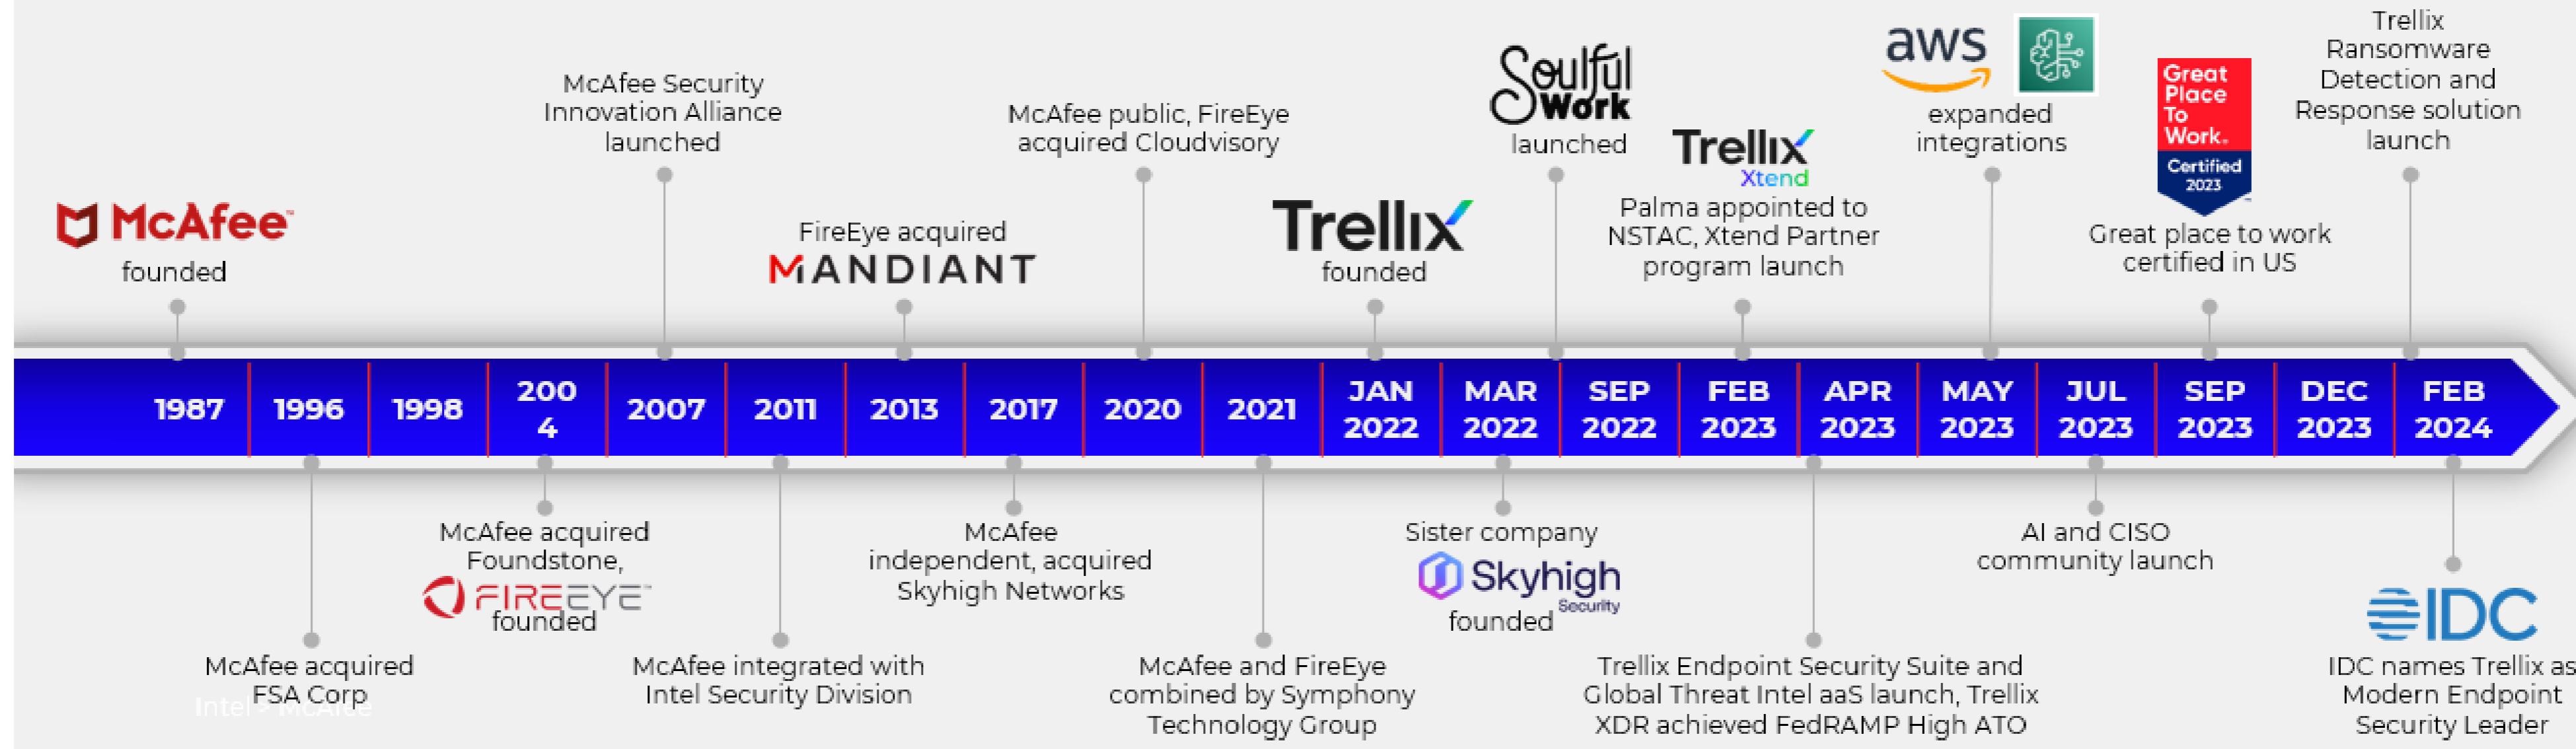 McAfee™
founded
McAfee Security
Innovation Alliance
launched
FireEye acquired
MANDIANT
McAfee public, FireEye
acquired Cloudvisory
Trellix
founded
Soulful
Work
launched
Trellix
Xtend
Palma appointed to
NSTAC, Xtend Partner
program launch
aws
expanded
integrations
Great
Place
To
Work.
Certified
2023
Great place to work
certified in US
Trellix
Ransomware
Detection and
Response solution
launch
1987
1996
1998
200
4
2007
2011
2013
2017
2020
2021
JAN
2022
MAR
2022
SEP
2022
FEB
2023
APR
2023
MAY
2023
JUL
2023
SEP
2023
DEC
2023
FEB
2024
McAfee acquired
FSA Corp
Intel > McAfee
McAfee acquired
Foundstone,
FIREEYE™
founded
McAfee integrated with
Intel Security Division
McAfee
independent, acquired
Skyhigh Networks
McAfee and FireEye
combined by Symphony
Technology Group
Sister company
Skyhigh
Security
founded
Trellix Endpoint Security Suite and
Global Threat Intel aaS launch, Trellix
XDR achieved FedRAMP High ATO
AI and CISO
community launch
IDC
IDC names Trellix as
Modern Endpoint
Security Leader